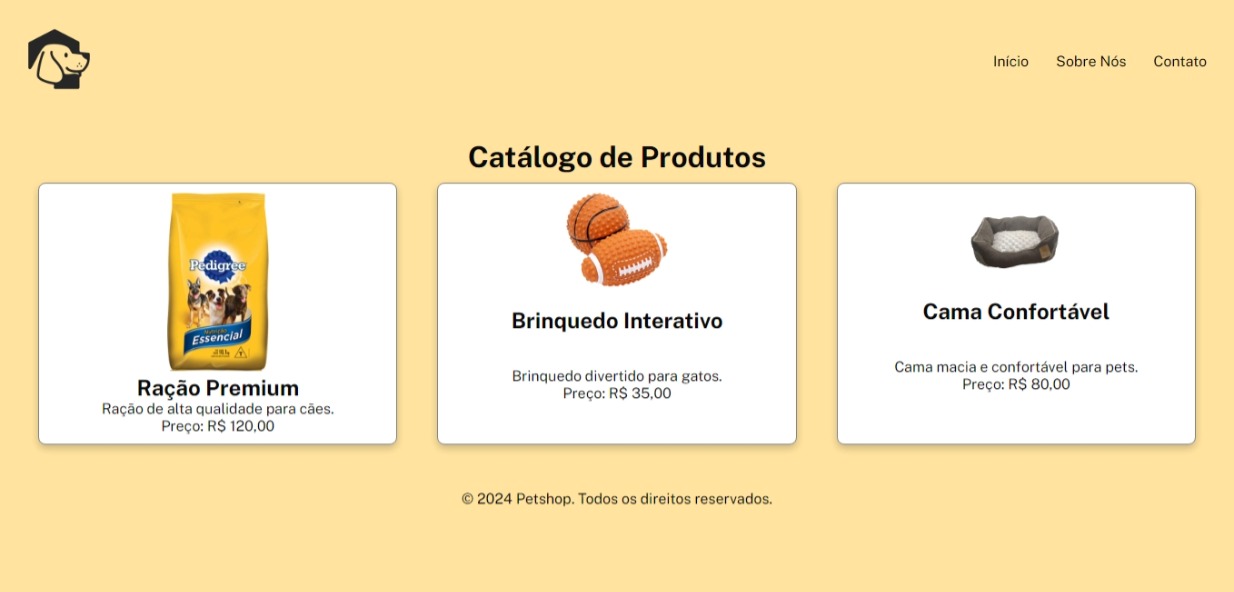 Início Sobre Nós Contato
Catálogo de Produtos
Pedigree
Nutrição
Essencial
Ração Premium
Ração de alta qualidade para cães.
Preço: R$ 120,00
Brinquedo Interativo
Brinquedo divertido para gatos.
Preço: R$ 35,00
Cama Confortável
Cama macia e confortável para pets.
Preço: R$ 80,00
© 2024 Petshop. Todos os direitos reservados.